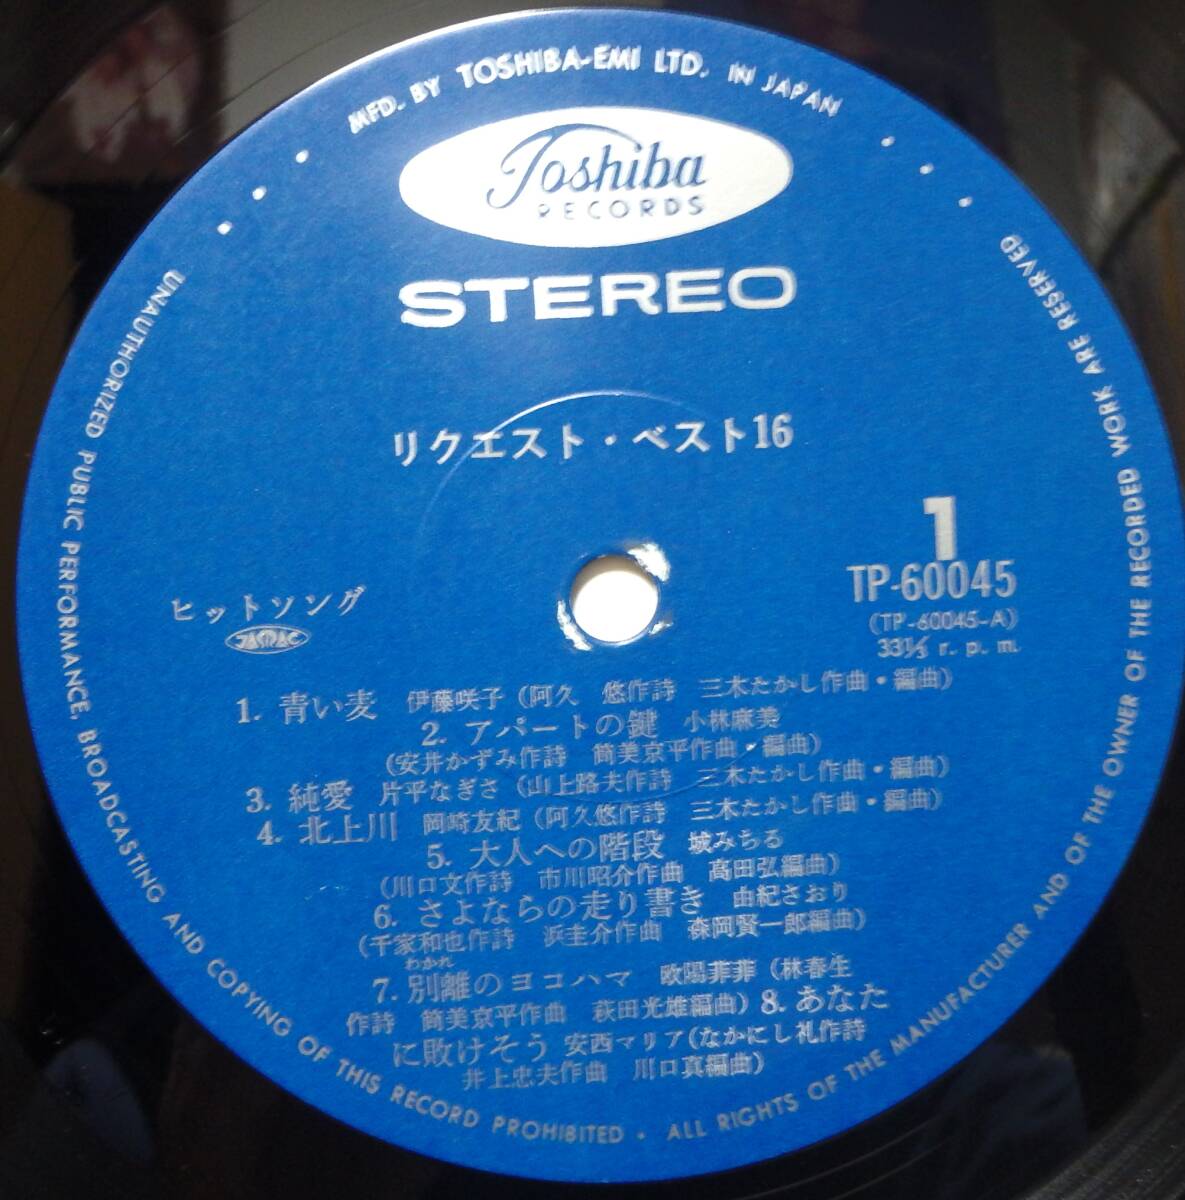 MFD. BY TOSHIBA-EMI LTD. IN JAPAN
Toshiba
RECORDS
STEREO
リクエスト・ベスト16
1
TP-60045
(TP-60045-A)
33⅓ r. p. m.
ヒットソング
JASRAC
1. 青い麦 伊藤咲子 (阿久 悠作詩 三木たかし作曲・編曲)
2. アパートの鍵 小林麻美
(安井かずみ作詩 筒美京平作曲・編曲)
3. 純愛 片平なぎさ (山上路夫作詩 三木たかし作曲・編曲)
4. 北上川 岡崎友紀 (阿久悠作詩 三木たかし作曲・編曲)
5. 大人への階段 城みちる
(川口文作詩 市川昭介作曲 高田弘編曲)
6. さよならの走り書き 由紀さおり
(千家和也作詩 浜圭介作曲 森岡賢一郎編曲)
わかれ
7. 別離のヨコハマ 欧陽菲菲 (林春生
作詩 筒美京平作曲 萩田光雄編曲) 8. あなた
に敗けそう 安西マリア(なかにし礼作詩
井上忠夫作曲 川口真編曲)
UNAUTHORIZED PUBLIC PERFORMANCE, BROADCASTING AND COPYING OF THIS RECORD PROHIBITED • ALL RIGHTS OF THE MANUFACTURER AND OF THE OWNER OF THE RECORDED WORK ARE RESERVED